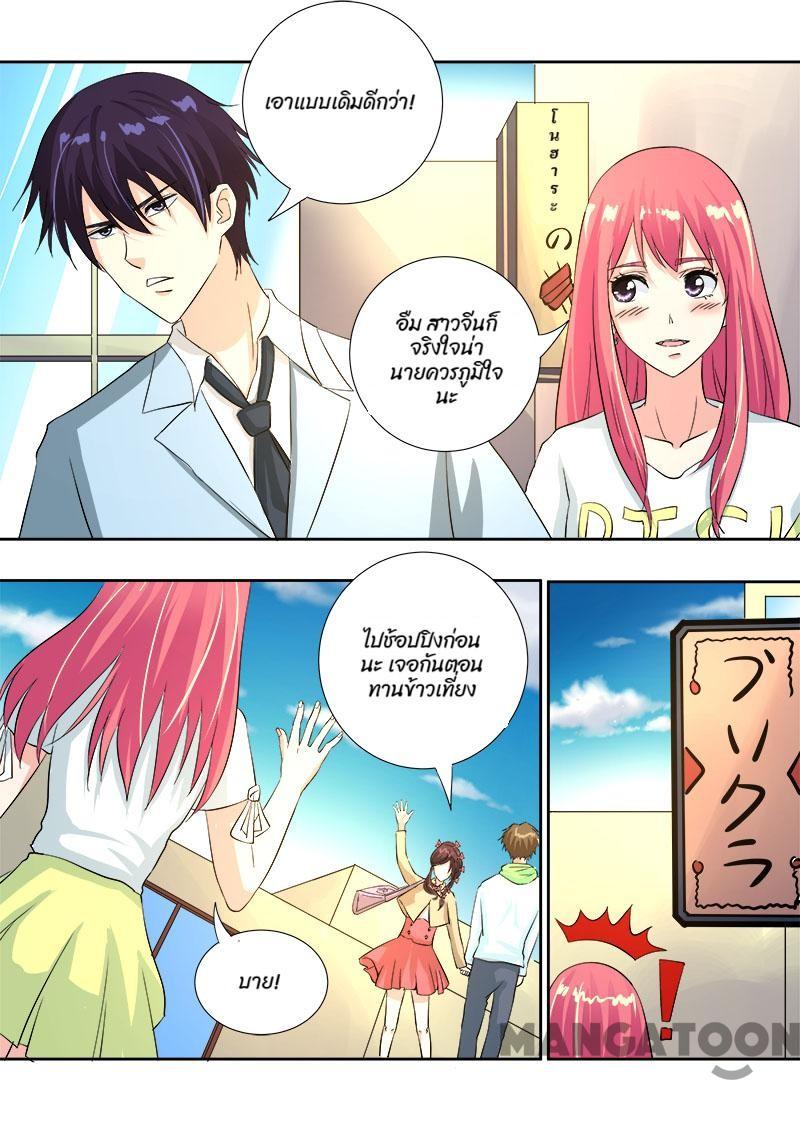 เอาแบบเดิมดีกว่า!
โนฮาระ
の
อืม สาวจีนก็
จริงใจน่า
นายควรภูมิใจ
นะ
ไปช้อปปิงก่อน
นะ เจอกันตอน
ทานข้าวเที่ยง
บาย!
プリクラ
!
MANGATOON